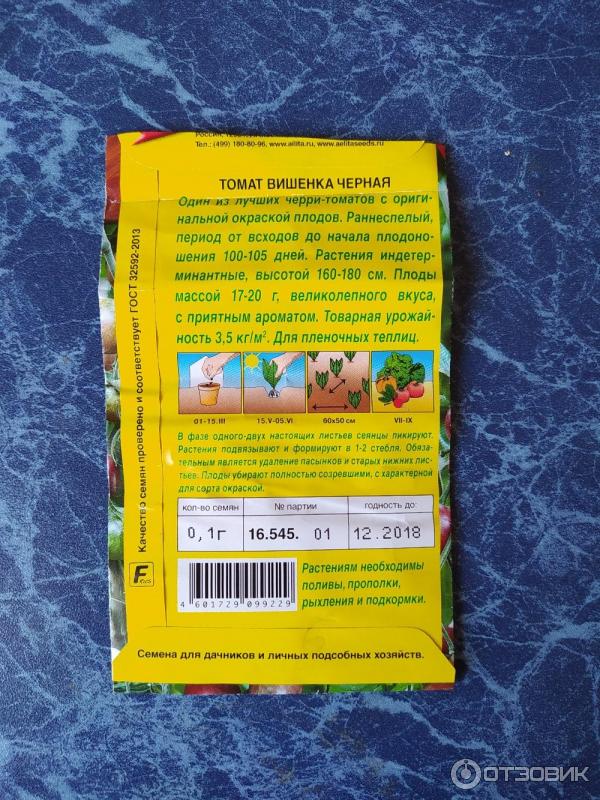 Тел.: (499) 180-80-96, www.ailita.ru, www.aelitaseeds.ru
ТОМАТ ВИШЕНКА ЧЕРНАЯ
Один из лучших черри-томатов с ориги-
нальной окраской плодов. Раннеспелый,
период от всходов до начала плодоно-
шения 100-105 дней. Растения индетер-
минантные, высотой 160-180 см. Плоды
массой 17-20 г, великолепного вкуса,
с приятным ароматом. Товарная урожай-
ность 3,5 кг/м². Для пленочных теплиц.
01-15.III 15.V-05.VI 60x50 см VII-IX
В фазе одного-двух настоящих листьев сеянцы пикируют.
Растения подвязывают и формируют в 1-2 стебля. Обяза-
тельным является удаление пасынков и старых нижних лис-
тьев. Плоды убирают полностью созревшими, с характерной
для сорта окраской.
кол-во семян № партии годность до:
0,1г 16.545. 01 12.2018
4 601729 099229
Растениям необходимы
поливы, прополки,
рыхления и подкормки.
Качество семян проверено и соответствует ГОСТ 32592-2013
F
Семена для дачников и личных подсобных хозяйств.
ОТЗОВИК